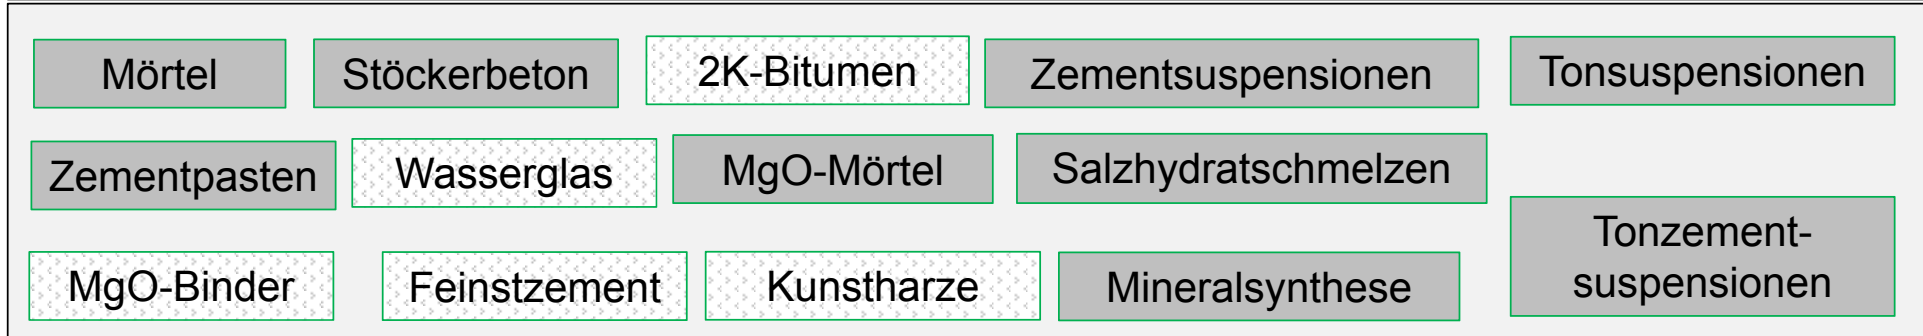 Mörtel
Stöckerbeton
2K-Bitumen
Zementsuspensionen
Tonsuspensionen
Zementpasten
Wasserglas
MgO-Mörtel
Salzhydratschmelzen
Tonzement-
suspensionen
MgO-Binder
Feinstzement
Kunstharze
Mineralsynthese